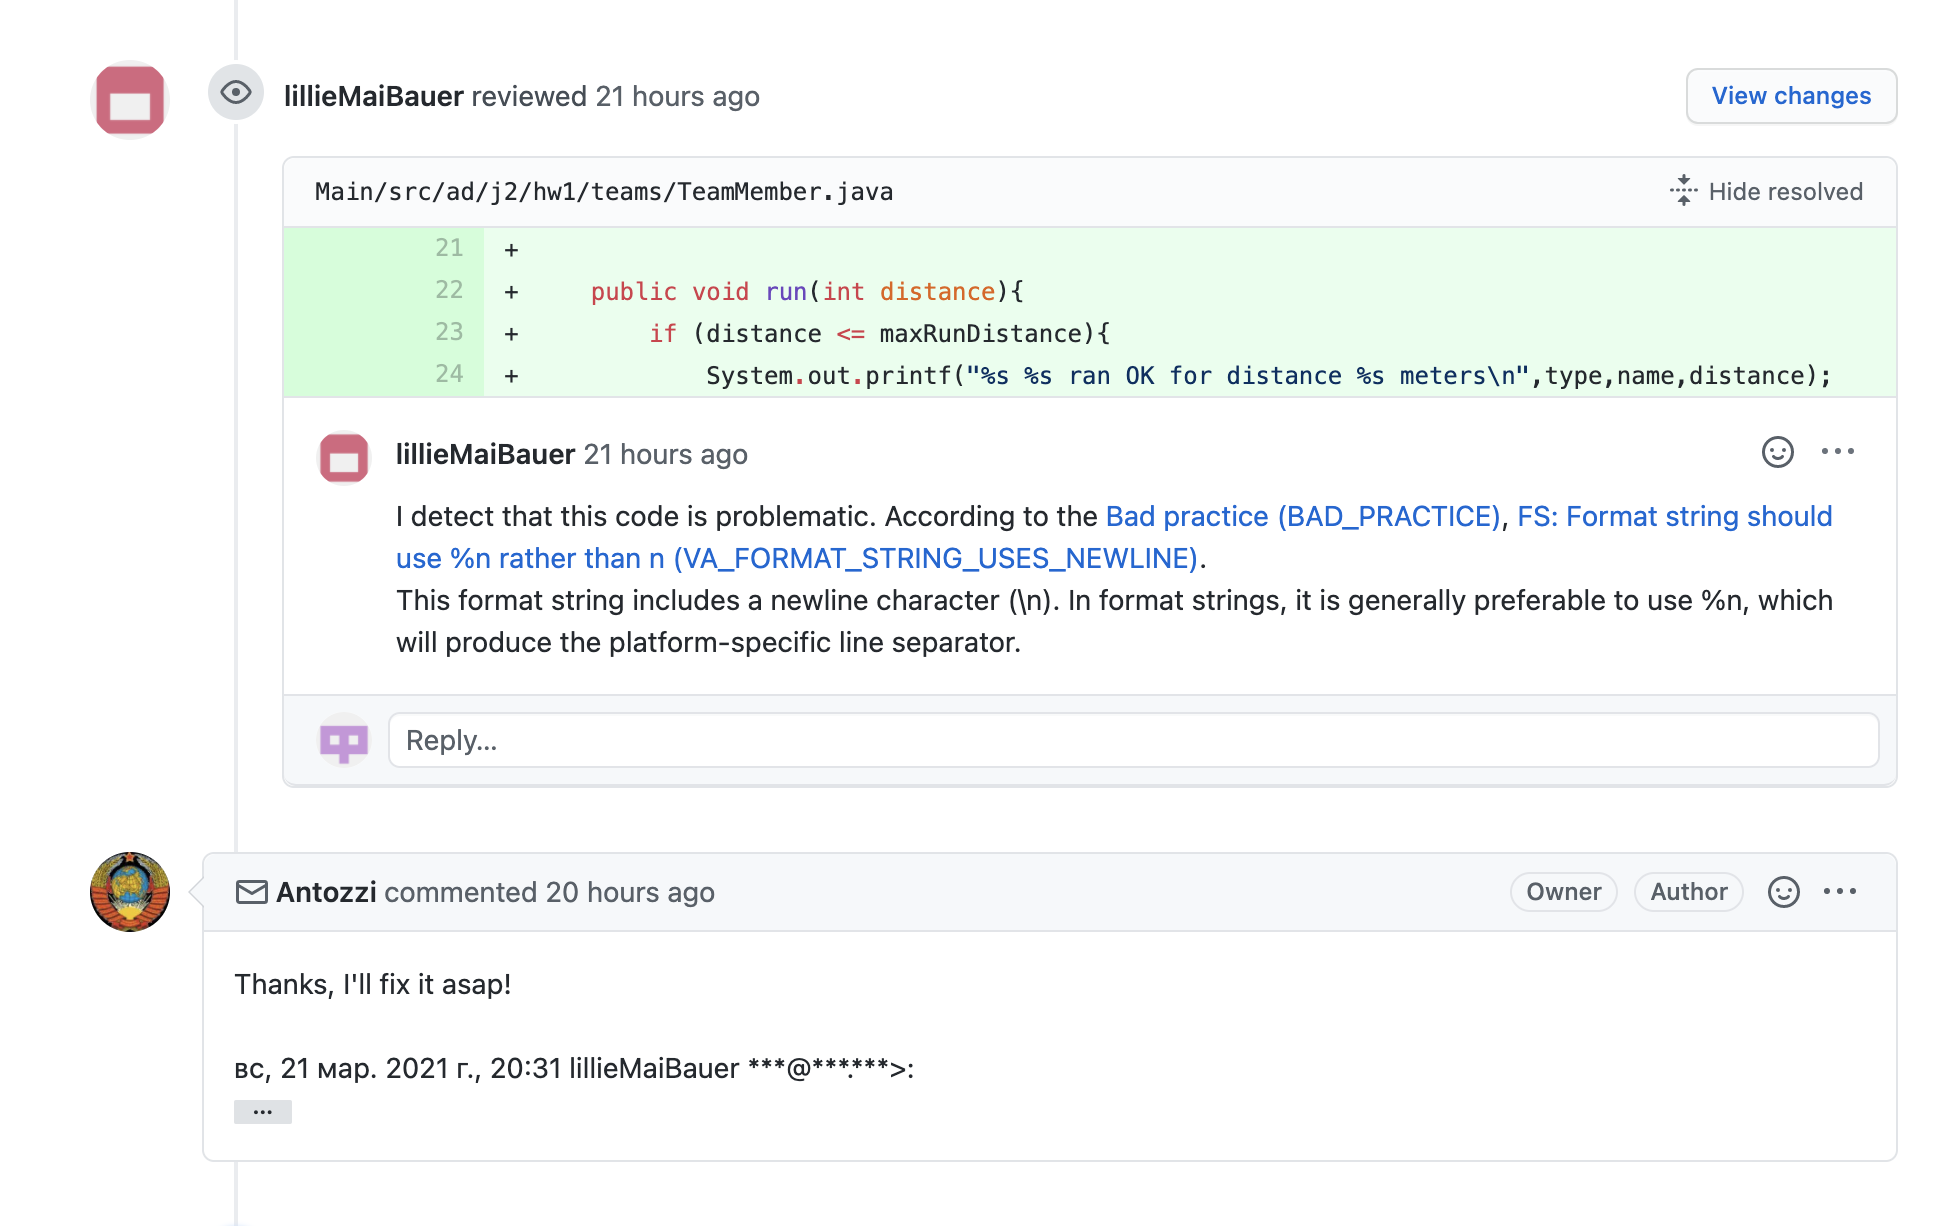 lillieMaiBauer reviewed 21 hours ago
View changes
Main/src/ad/j2/hw1/teams/TeamMember.java
Hide resolved
21 +
22 + public void run(int distance){
23 + if (distance <= maxRunDistance){
24 + System.out.printf("%s %s ran OK for distance %s meters\n",type,name,distance);
lillieMaiBauer 21 hours ago
I detect that this code is problematic. According to the Bad practice (BAD_PRACTICE), FS: Format string should
use %n rather than n (VA_FORMAT_STRING_USES_NEWLINE).
This format string includes a newline character (\n). In format strings, it is generally preferable to use %n, which
will produce the platform-specific line separator.
Reply...
Antozzi commented 20 hours ago
Owner
Author
Thanks, I'll fix it asap!
вс, 21 мар. 2021 г., 20:31 lillieMaiBauer ***@***.***>: